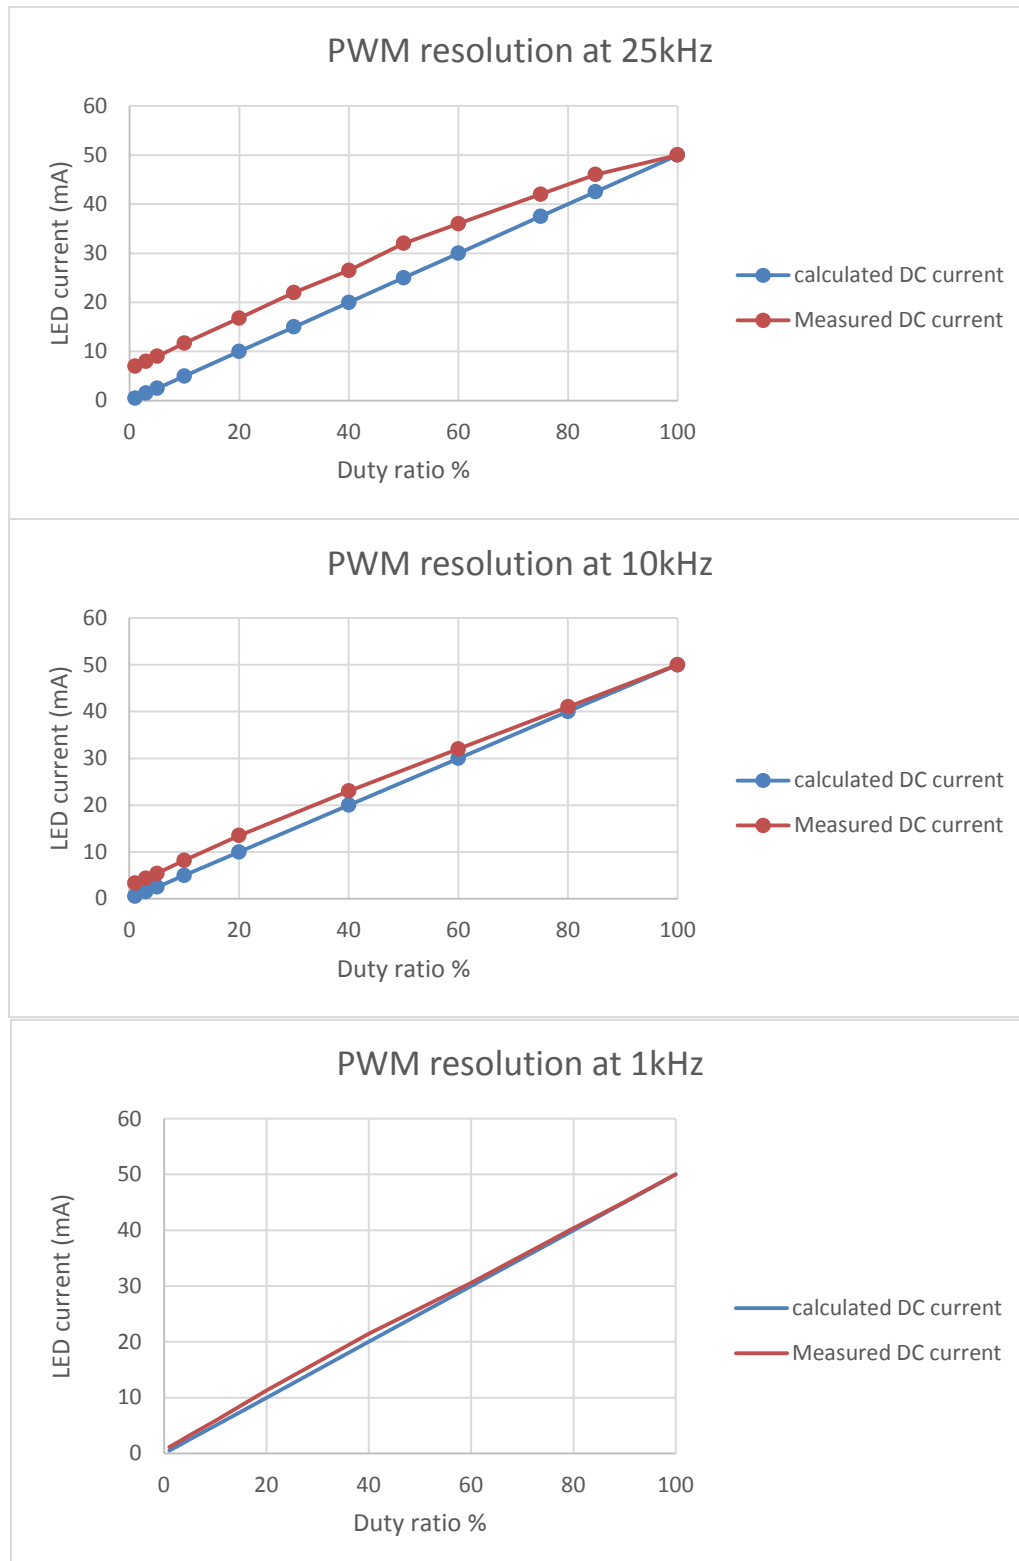 PWM resolution at 25kHz
60
50
40
30
20
10
0
0 20 40 60 80 100
LED current (mA)
Duty ratio %
calculated DC current
Measured DC current
PWM resolution at 10kHz
60
50
40
30
20
10
0
0 20 40 60 80 100
LED current (mA)
Duty ratio %
calculated DC current
Measured DC current
PWM resolution at 1kHz
60
50
40
30
20
10
0
0 20 40 60 80 100
LED current (mA)
Duty ratio %
calculated DC current
Measured DC current